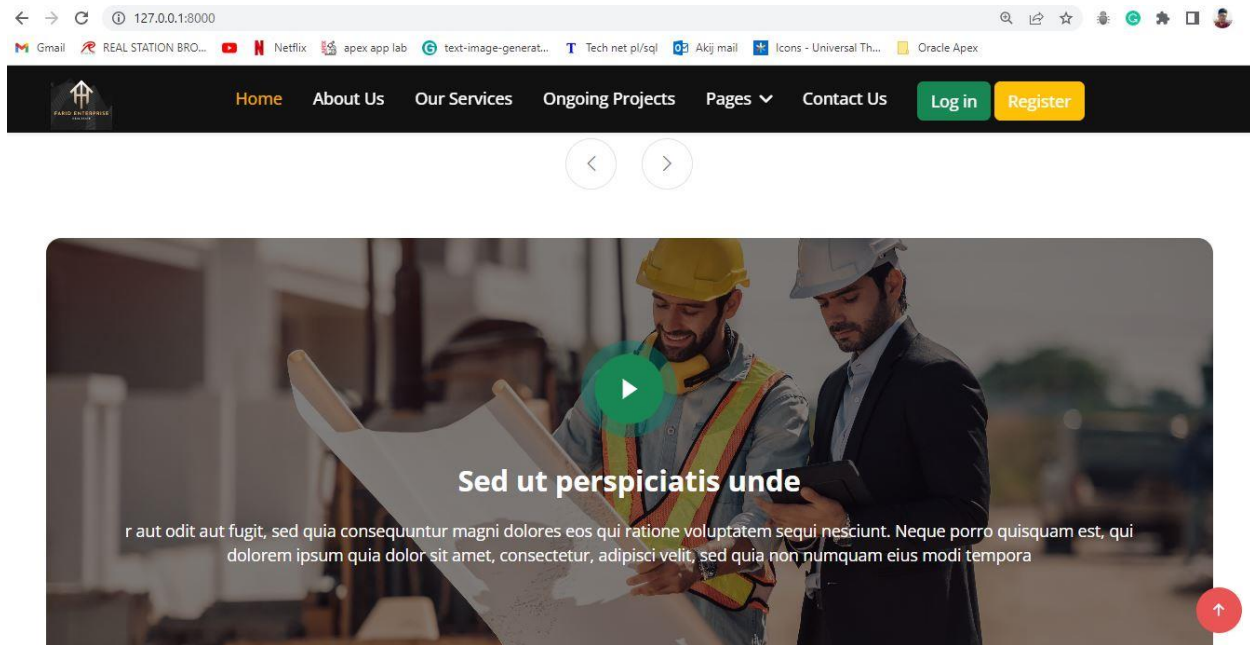 127.0.0.1:8000
Gmail REAL STATION BRO... Netflix apex app lab text-image-generat... Tech net pl/sql Akij mail Icons - Universal Th... Oracle Apex
FARID ENTERPRISE
Home About Us Our Services Ongoing Projects Pages Contact Us Log in Register
Sed ut perspiciatis unde
r aut odit aut fugit, sed quia consequuntur magni dolores eos qui ratione voluptatem sequi nesciunt. Neque porro quisquam est, qui
dolorem ipsum quia dolor sit amet, consectetur, adipisci velit, sed quia non numquam eius modi tempora